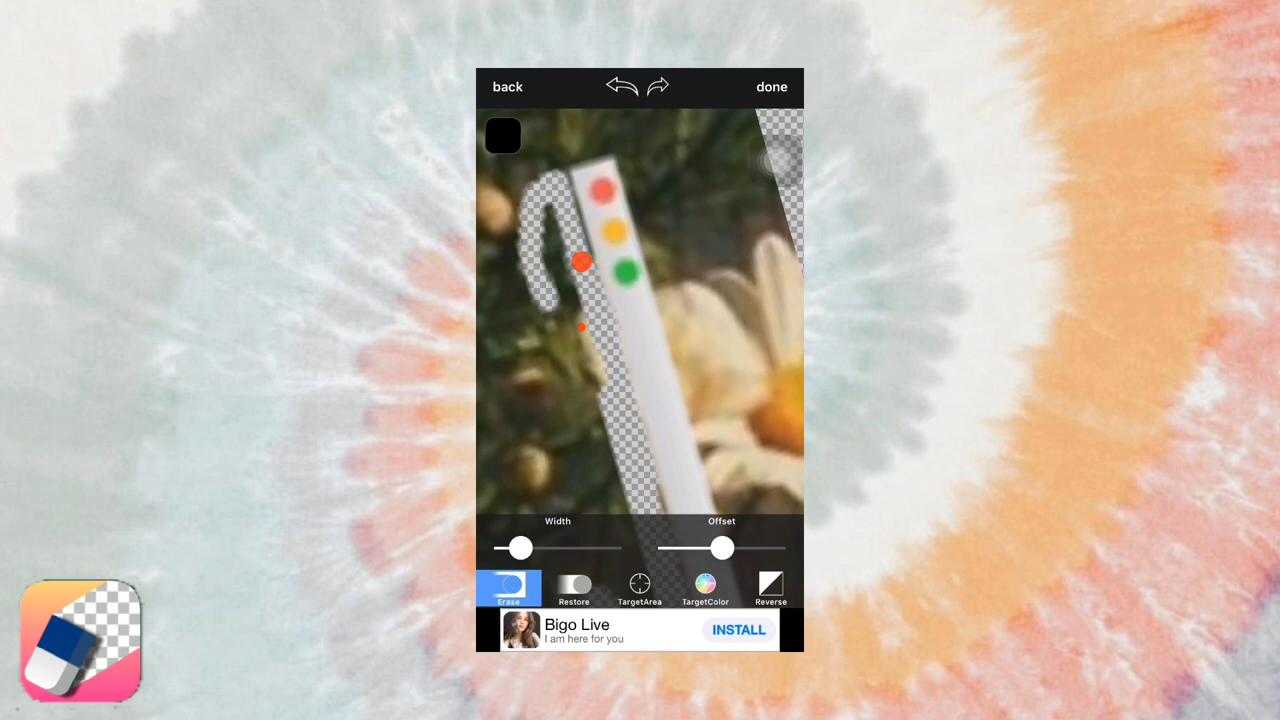 back
done
Width
Offset
Erase
Restore
TargetArea
TargetColor
Reverse
Bigo Live
I am here for you
INSTALL